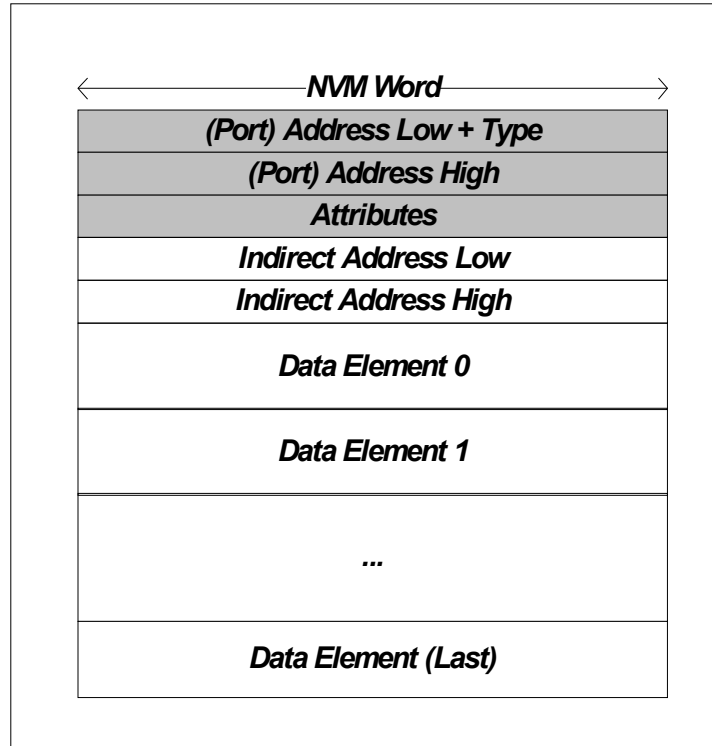 NVM Word
(Port) Address Low + Type
(Port) Address High
Attributes
Indirect Address Low
Indirect Address High
Data Element 0
Data Element 1
...
Data Element (Last)